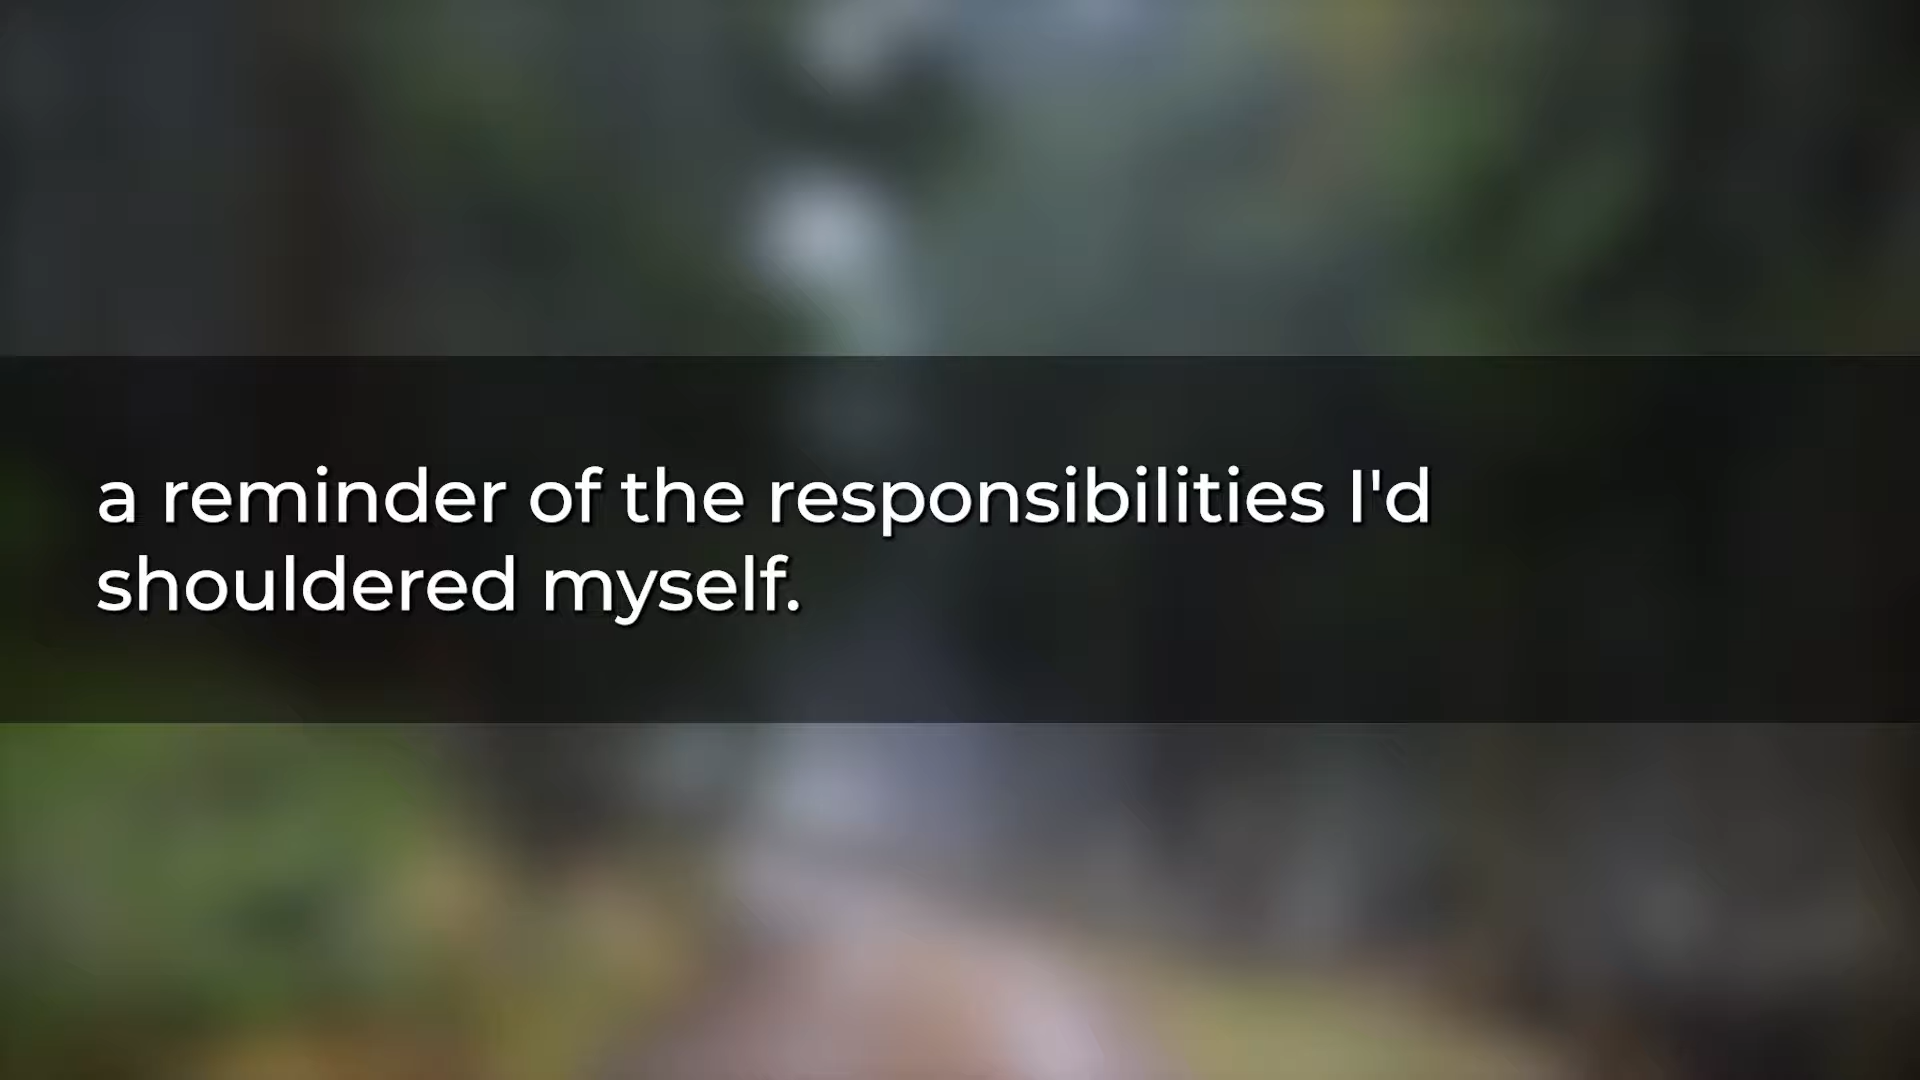 a reminder of the responsibilities I'd
shouldered myself.